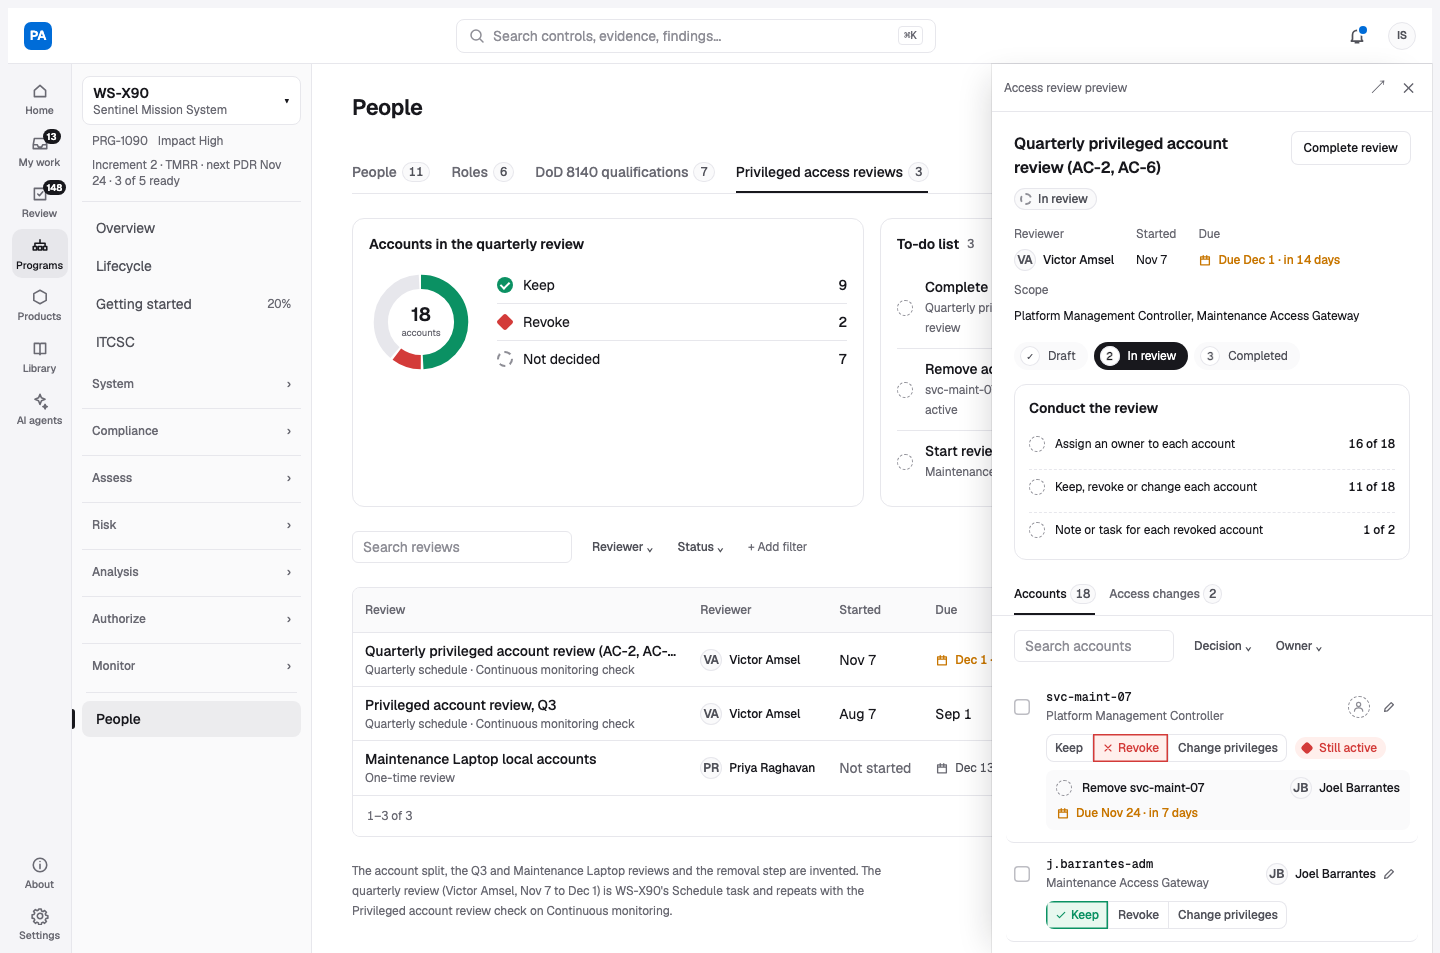 PA
Search controls, evidence, findings...
⌘K
IS
Home
13
My work
148
Review
Programs
Products
Library
AI agents
About
Settings
WS-X90
Sentinel Mission System
PRG-1090 Impact High
Increment 2 · TMRR · next PDR Nov
24 · 3 of 5 ready
Overview
Lifecycle
Getting started 20%
ITCSC
System
Compliance
Assess
Risk
Analysis
Authorize
Monitor
People
People
People 11 Roles 6 DoD 8140 qualifications 7 Privileged access reviews 3
Accounts in the quarterly review
18
accounts
Keep 9
Revoke 2
Not decided 7
To-do list 3
Complete
Quarterly pri
review
Remove ac
svc-maint-07
active
Start revie
Maintenance
Search reviews
Reviewer Status + Add filter
Review Reviewer Started Due
Quarterly privileged account review (AC-2, AC-...
Quarterly schedule · Continuous monitoring check
VA Victor Amsel Nov 7 Dec 1 ·
Privileged account review, Q3
Quarterly schedule · Continuous monitoring check
VA Victor Amsel Aug 7 Sep 1
Maintenance Laptop local accounts
One-time review
PR Priya Raghavan Not started Dec 13
1–3 of 3
The account split, the Q3 and Maintenance Laptop reviews and the removal step are invented. The
quarterly review (Victor Amsel, Nov 7 to Dec 1) is WS-X90's Schedule task and repeats with the
Privileged account review check on Continuous monitoring.
Access review preview
Quarterly privileged account
review (AC-2, AC-6)
Complete review
In review
Reviewer Started Due
VA Victor Amsel Nov 7 Due Dec 1 · in 14 days
Scope
Platform Management Controller, Maintenance Access Gateway
✓ Draft 2 In review 3 Completed
Conduct the review
Assign an owner to each account 16 of 18
Keep, revoke or change each account 11 of 18
Note or task for each revoked account 1 of 2
Accounts 18 Access changes 2
Search accounts Decision Owner
svc-maint-07
Platform Management Controller
Keep Revoke Change privileges Still active
Remove svc-maint-07 JB Joel Barrantes
Due Nov 24 · in 7 days
j.barrantes-adm
Maintenance Access Gateway
JB Joel Barrantes
Keep Revoke Change privileges